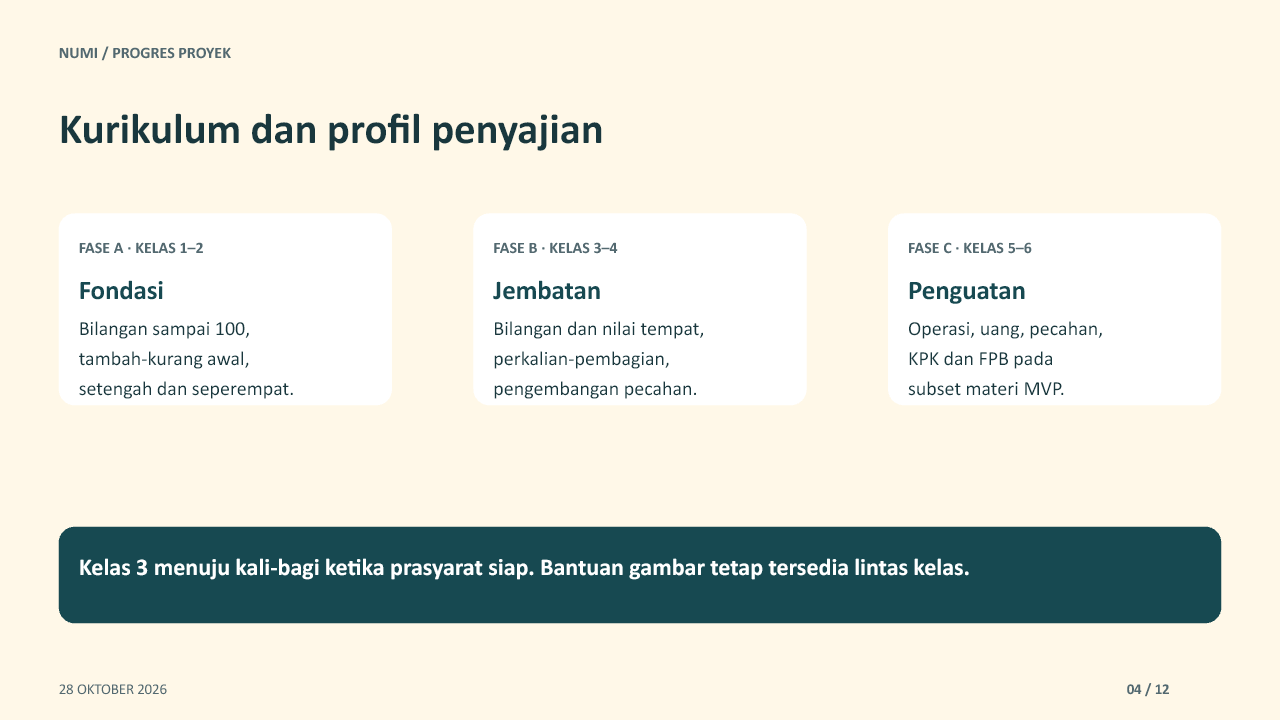 NUMI / PROGRES PROYEK
Kurikulum dan profil penyajian
FASE A · KELAS 1–2
Fondasi
Bilangan sampai 100,
tambah-kurang awal,
setengah dan seperempat.
FASE B · KELAS 3–4
Jembatan
Bilangan dan nilai tempat,
perkalian-pembagian,
pengembangan pecahan.
FASE C · KELAS 5–6
Penguatan
Operasi, uang, pecahan,
KPK dan FPB pada
subset materi MVP.
Kelas 3 menuju kali-bagi ketika prasyarat siap. Bantuan gambar tetap tersedia lintas kelas.
28 OKTOBER 2026
04 / 12